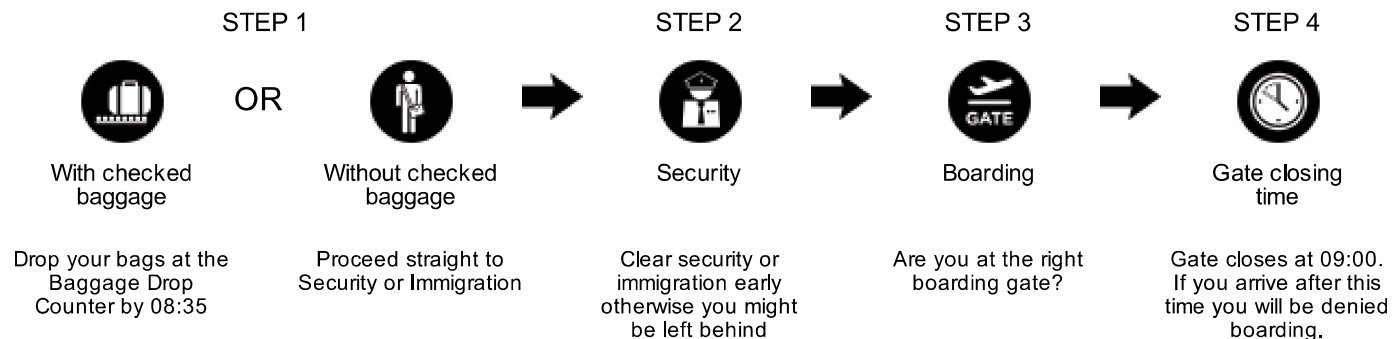 STEP 1
STEP 2
STEP 3
STEP 4
OR
GATE
With checked
baggage
Without checked
baggage
Security
Boarding
Gate closing
time
Drop your bags at the
Baggage Drop
Counter by 08:35
Proceed straight to
Security or Immigration
Clear security or
immigration early
otherwise you might
be left behind
Are you at the right
boarding gate?
Gate closes at 09:00.
If you arrive after this
time you will be denied
boarding.